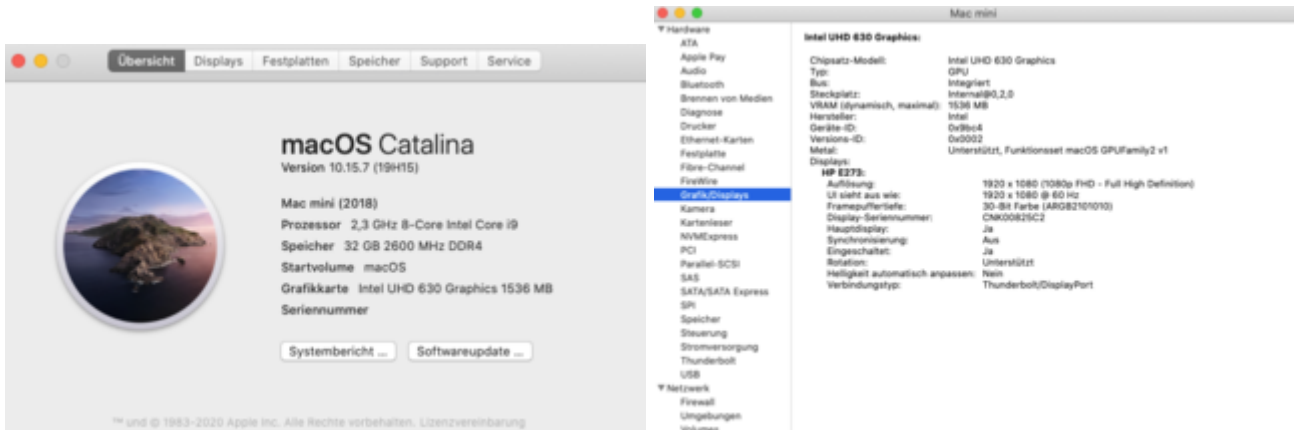 Übersicht Displays Festplatten Speicher Support Service
macOS Catalina
Version 10.15.7 (19H15)
Mac mini (2018)
Prozessor 2,3 GHz 8-Core Intel Core i9
Speicher 32 GB 2600 MHz DDR4
Startvolume macOS
Grafikkarte Intel UHD 630 Graphics 1536 MB
Seriennummer
Systembericht ... Softwareupdate ...
™ und © 1983-2020 Apple Inc. Alle Rechte vorbehalten. Lizenzvereinbarung
Mac mini
Hardware
ATA
Apple Pay
Audio
Bluetooth
Brennen von Medien
Diagnose
Drucker
Ethernet-Karten
Festplatte
Fibre-Channel
FireWire
Grafik/Displays
Kamera
Kartenleser
NVMExpress
PCI
Parallel-SCSI
SAS
SATA/SATA Express
SPI
Speicher
Steuerung
Stromversorgung
Thunderbolt
USB
Netzwerk
Firewall
Umgebungen
Volumes
Intel UHD 630 Graphics:
Chipsatz-Modell: Intel UHD 630 Graphics
Typ: GPU
Bus: Integriert
Steckplatz: Internal@0,2,0
VRAM (dynamisch, maximal): 1536 MB
Hersteller: Intel
Geräte-ID: 0x9bc4
Versions-ID: 0x0002
Metal: Unterstützt, Funktionsset macOS GPUFamily2 v1
Displays:
HP E273:
Auflösung: 1920 x 1080 (1080p FHD - Full High Definition)
UI sieht aus wie: 1920 x 1080 @ 60 Hz
Framepuffertiefe: 30-Bit Farbe (ARGB2101010)
Display-Seriennummer: CNK00825C2
Hauptdisplay: Ja
Synchronisierung: Aus
Eingeschaltet: Ja
Rotation: Unterstützt
Helligkeit automatisch anpassen: Nein
Verbindungstyp: Thunderbolt/DisplayPort